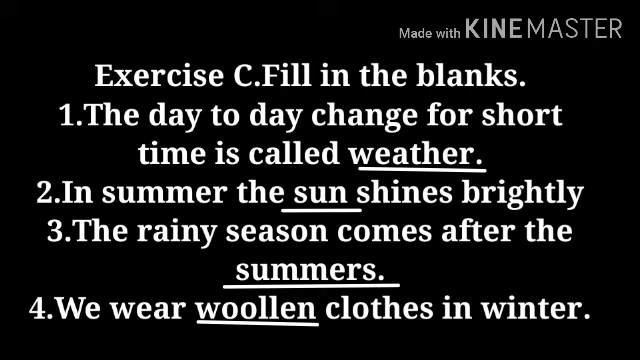 Made with KINEMASTER
Exercise C.Fill in the blanks.
1.The day to day change for short
time is called weather.
2.In summer the sun shines brightly
3.The rainy season comes after the
summers.
4.We wear woollen clothes in winter.